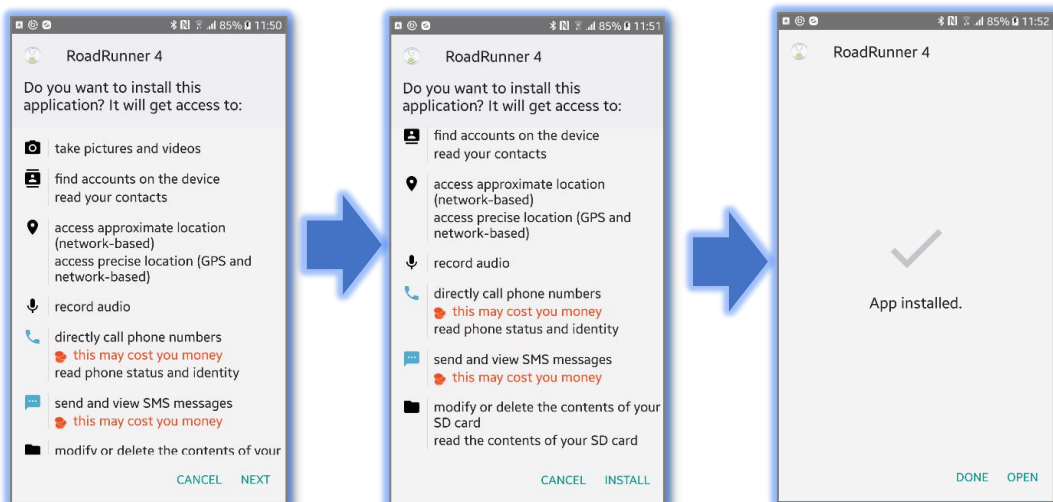 85% 11:50
RoadRunner 4
Do you want to install this
application? It will get access to:
take pictures and videos
find accounts on the device
read your contacts
access approximate location
(network-based)
access precise location (GPS and
network-based)
record audio
directly call phone numbers
this may cost you money
read phone status and identity
send and view SMS messages
this may cost you money
modify or delete the contents of your
CANCEL NEXT
85% 11:51
RoadRunner 4
Do you want to install this
application? It will get access to:
find accounts on the device
read your contacts
access approximate location
(network-based)
access precise location (GPS and
network-based)
record audio
directly call phone numbers
this may cost you money
read phone status and identity
send and view SMS messages
this may cost you money
modify or delete the contents of your
SD card
read the contents of your SD card
CANCEL INSTALL
85% 11:52
RoadRunner 4
App installed.
DONE OPEN